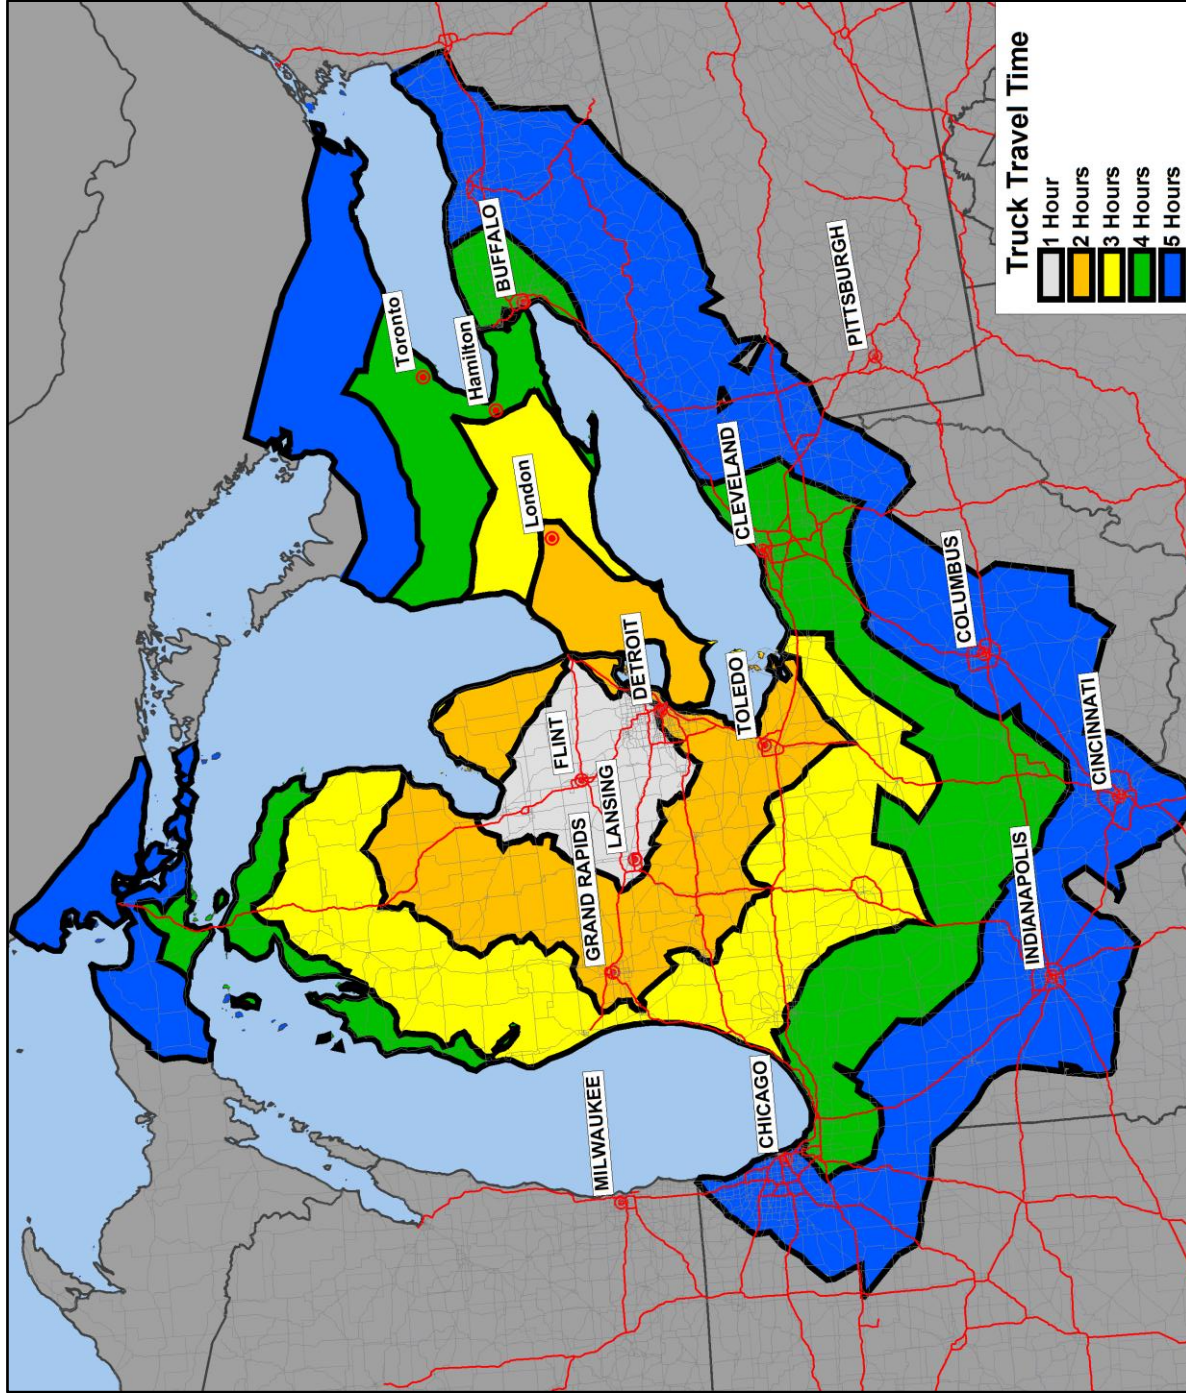 Toronto
Hamilton
BUFFALO
London
CLEVELAND
PITTSBURGH
DETROIT
TOLEDO
FLINT
LANSING
GRAND RAPIDS
COLUMBUS
CINCINNATI
INDIANAPOLIS
MILWAUKEE
CHICAGO
Truck Travel Time
1 Hour
2 Hours
3 Hours
4 Hours
5 Hours